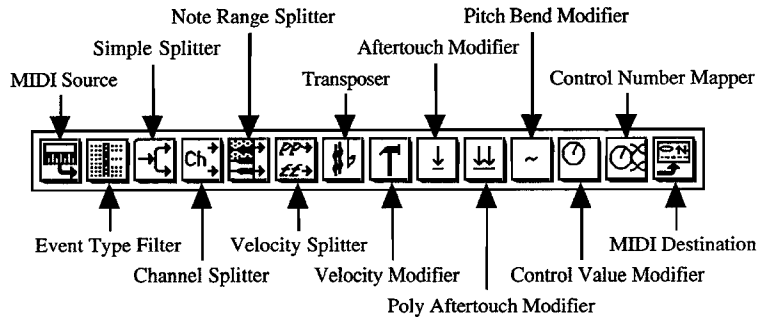 Note Range Splitter
Pitch Bend Modifier
Simple Splitter
Aftertouch Modifier
MIDI Source
Transposer
Control Number Mapper
Ch
pp
ff
~
Event Type Filter
Velocity Splitter
MIDI Destination
Channel Splitter
Velocity Modifier
Control Value Modifier
Poly Aftertouch Modifier